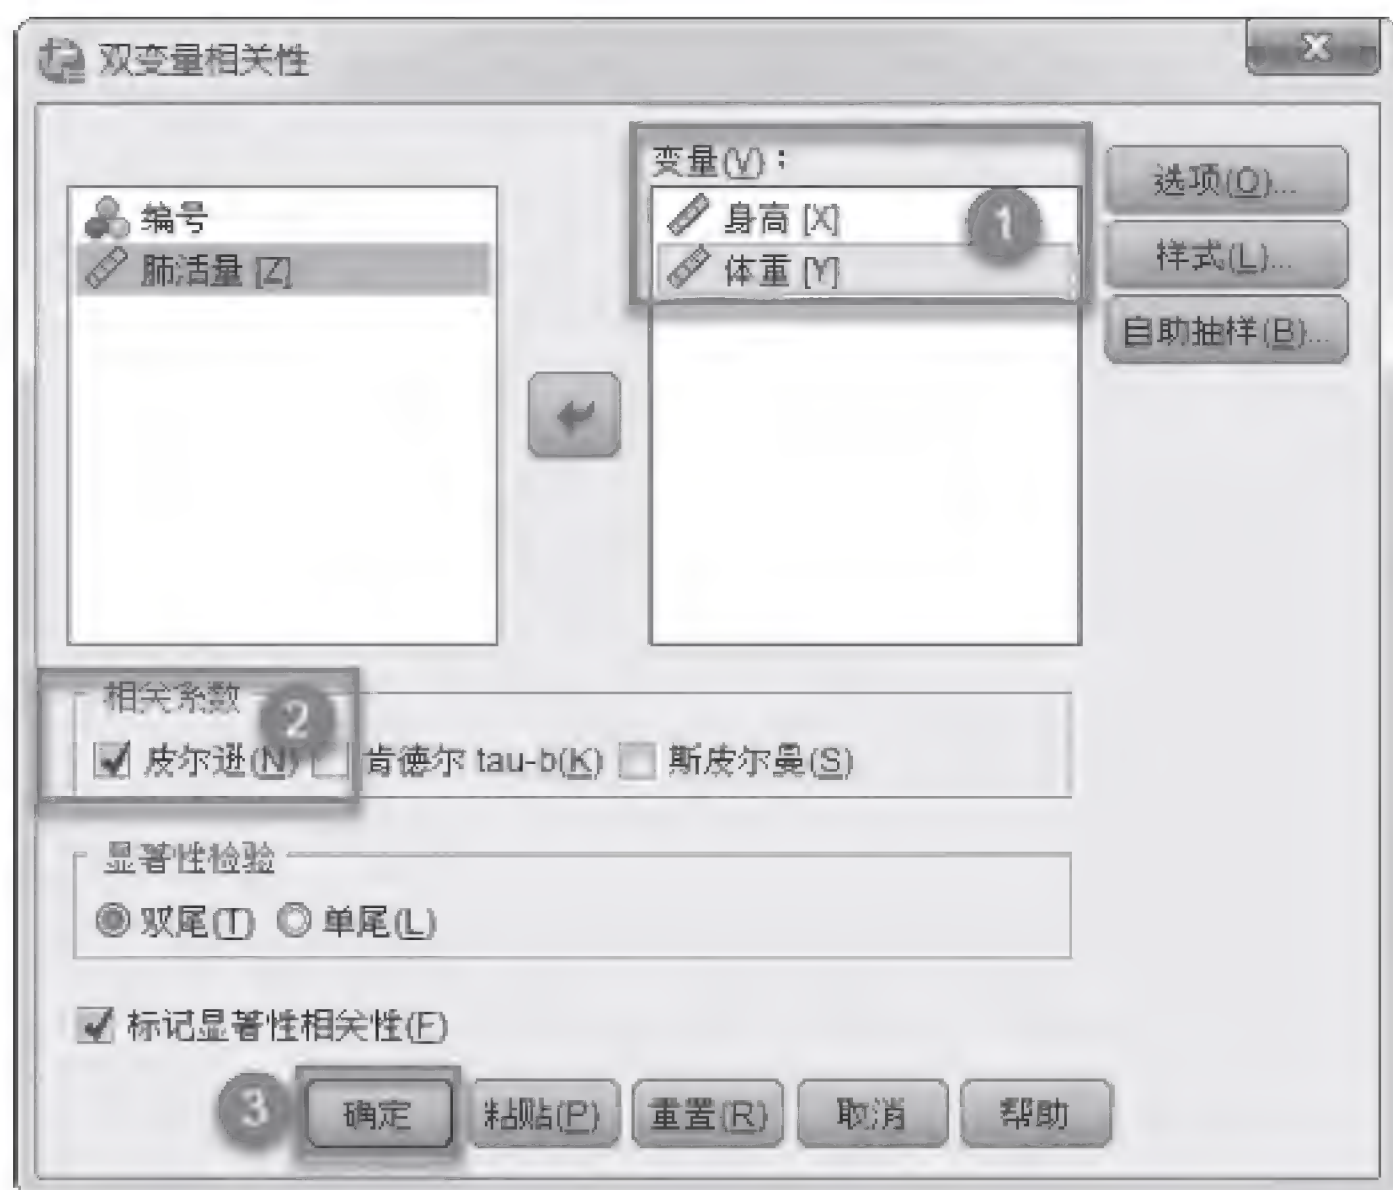 双变量相关性
变量(V)：
编号
肺活量 [Z]
身高 [X]
体重 [Y]
1
选项(O)...
样式(L)...
自助抽样(B)...
相关系数
2
皮尔逊(N) 肯德尔 tau-b(K) 斯皮尔曼(S)
显著性检验
双尾(T) 单尾(L)
标记显著性相关性(F)
3 确定 粘贴(P) 重置(R) 取消 帮助